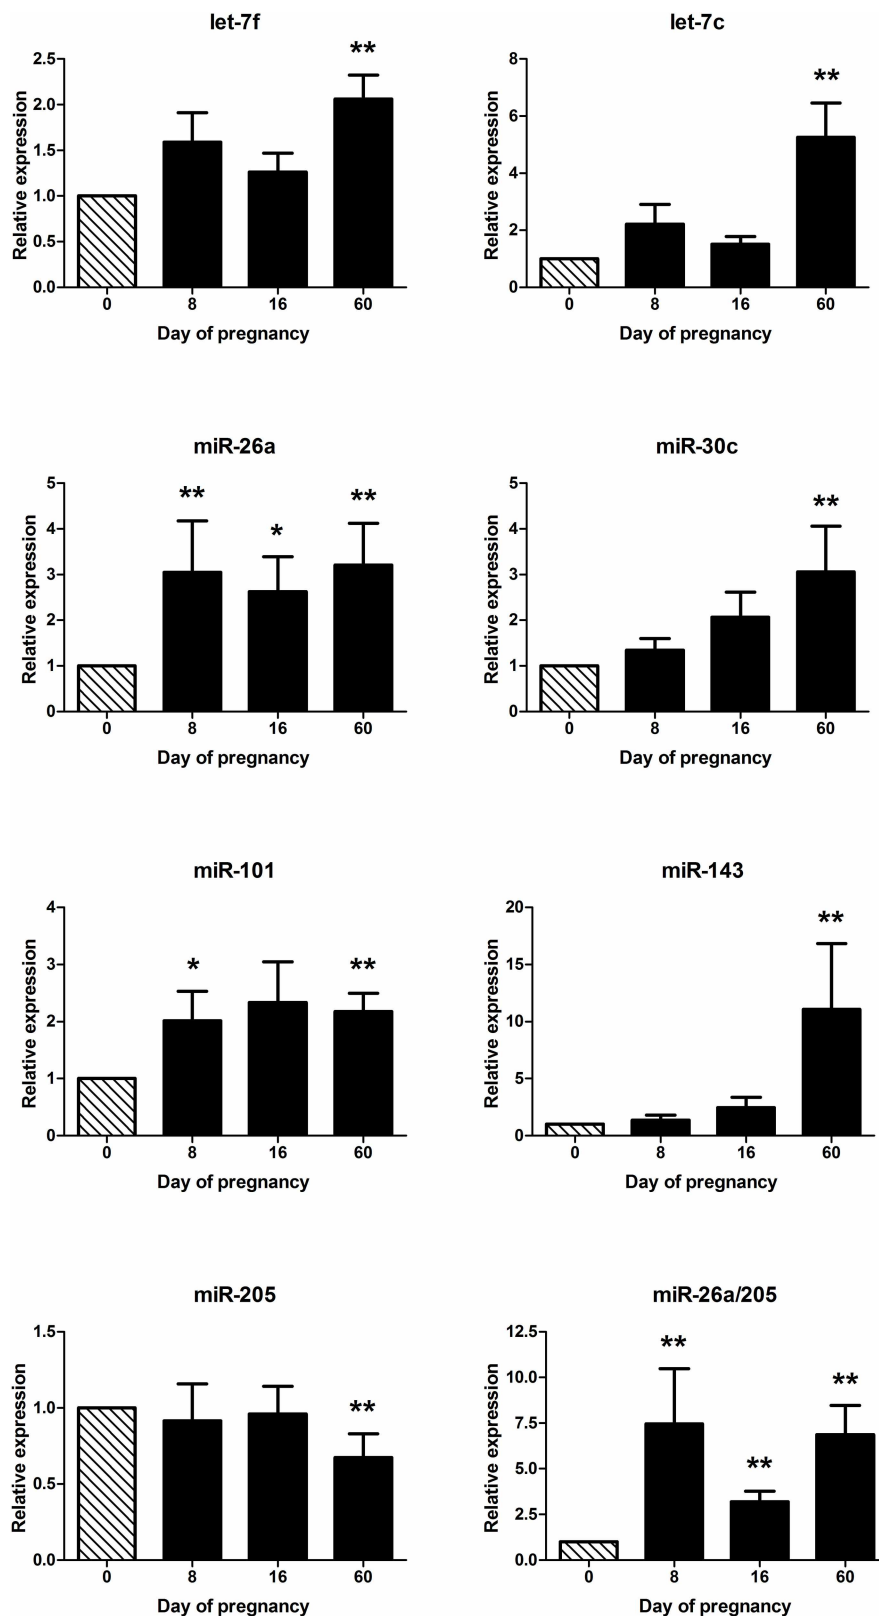 let-7f
**
2.5
2.0
1.5
1.0
0.5
0.0
Relative expression
0 8 16 60
Day of pregnancy
let-7c
**
8
6
4
2
0
Relative expression
0 8 16 60
Day of pregnancy
miR-26a
** * **
5
4
3
2
1
0
Relative expression
0 8 16 60
Day of pregnancy
miR-30c
**
5
4
3
2
1
0
Relative expression
0 8 16 60
Day of pregnancy
miR-101
* **
4
3
2
1
0
Relative expression
0 8 16 60
Day of pregnancy
miR-143
**
20
15
10
5
0
Relative expression
0 8 16 60
Day of pregnancy
miR-205
**
1.5
1.0
0.5
0.0
Relative expression
0 8 16 60
Day of pregnancy
miR-26a/205
** ** **
12.5
10.0
7.5
5.0
2.5
0.0
Relative expression
0 8 16 60
Day of pregnancy